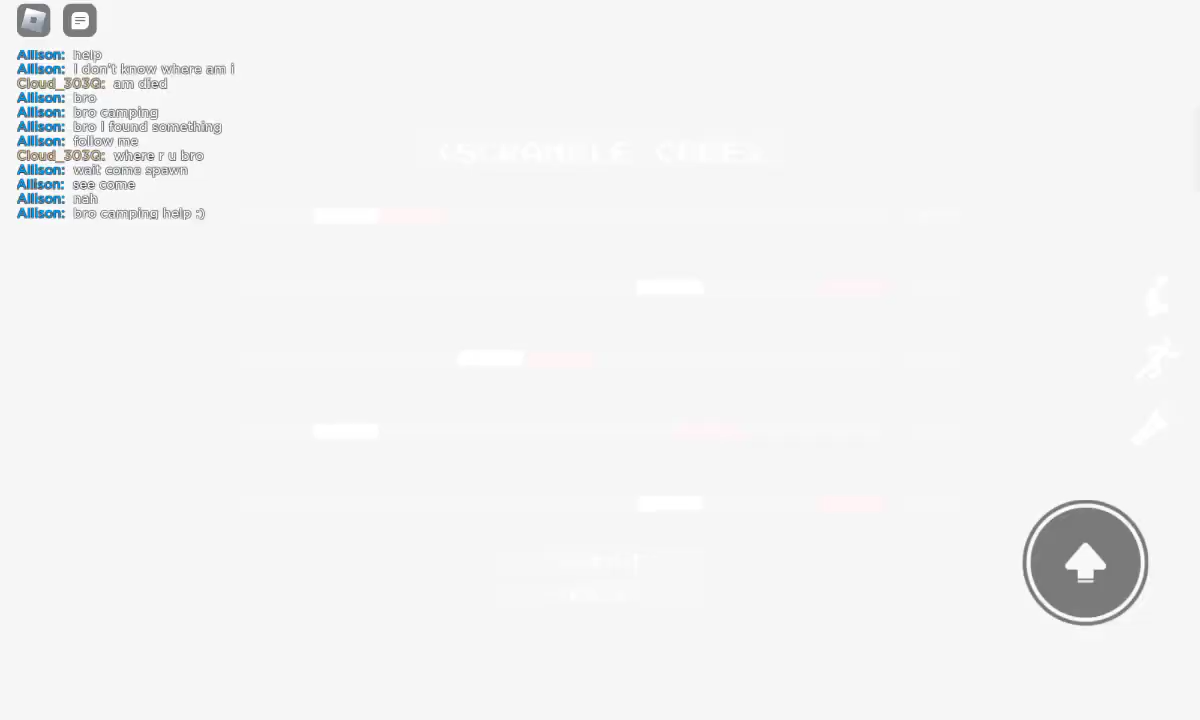 Allison: help
Allison: I don't know where am i
Cloud_303Q: am died
Allison: bro
Allison: bro camping
Allison: bro I found something
Allison: follow me
Cloud_303Q: where r u bro
Allison: wait come spawn
Allison: see come
Allison: nah
Allison: bro camping help :)